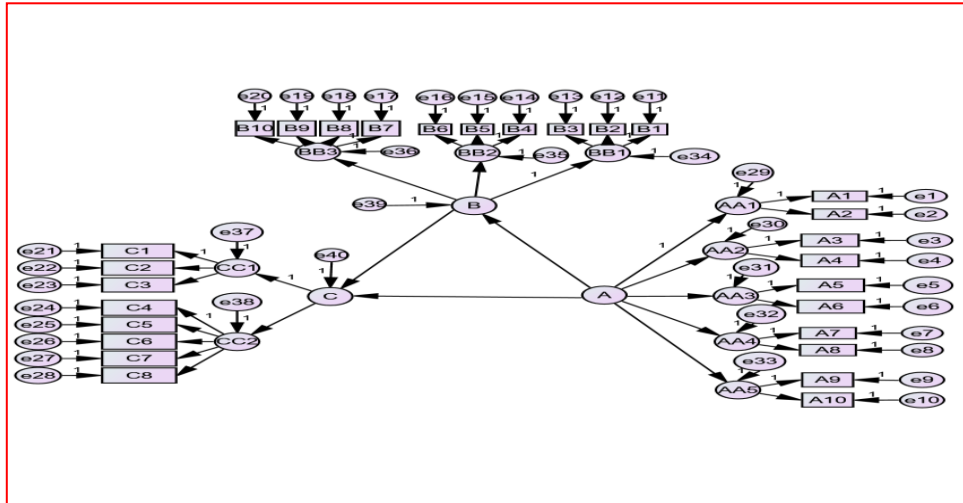 e20 e19 e18 e17 e16 e15 e14 e13 e12 e11
1 1 1 1 1 1 1 1 1 1
B10 B9 B8 B7 B6 B5 B4 B3 B2 B1
1 1 1
BB3 1 e36 BB2 1 e35 BB1 1 e34
1
e29
1
e39 1 B
AA1 1 A1 1 e1
A2 1 e2
e37
1
e30
1
AA2 1 A3 1 e3
A4 1 e4
e21 1 C1
e22 1 C2
e23 1 C3
1
CC1
1
e40
1
C
A
1
e31
1
AA3 1 A5 1 e5
A6 1 e6
e24 1 C4
e25 1 C5
e26 1 C6
e27 1 C7
e28 1 C8
1
e38
1
CC2
e32
1
AA4 1 A7 1 e7
A8 1 e8
e33
1
AA5 1 A9 1 e9
A10 1 e10